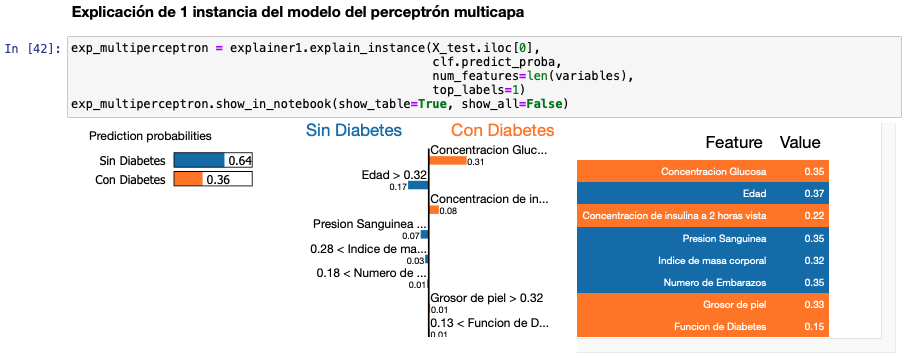 Explicación de 1 instancia del modelo del perceptrón multicapa
In [42]: exp_multiperceptron = explainer1.explain_instance(X_test.iloc[0],
clf.predict_proba,
num_features=len(variables),
top_labels=1)
exp_multiperceptron.show_in_notebook(show_table=True, show_all=False)
Prediction probabilities
Sin Diabetes 0.64
Con Diabetes 0.36
Sin Diabetes Con Diabetes
Concentracion Gluc...
0.31
Edad > 0.32
0.17
Concentracion de in...
0.08
Presion Sanguinea ...
0.07
0.28 < Indice de ma...
0.03
0.18 < Numero de ...
0.01
Grosor de piel > 0.32
0.01
0.13 < Funcion de D...
0.01
Feature Value
Concentracion Glucosa 0.35
Edad 0.37
Concentracion de insulina a 2 horas vista 0.22
Presion Sanguinea 0.35
Indice de masa corporal 0.32
Numero de Embarazos 0.35
Grosor de piel 0.33
Funcion de Diabetes 0.15